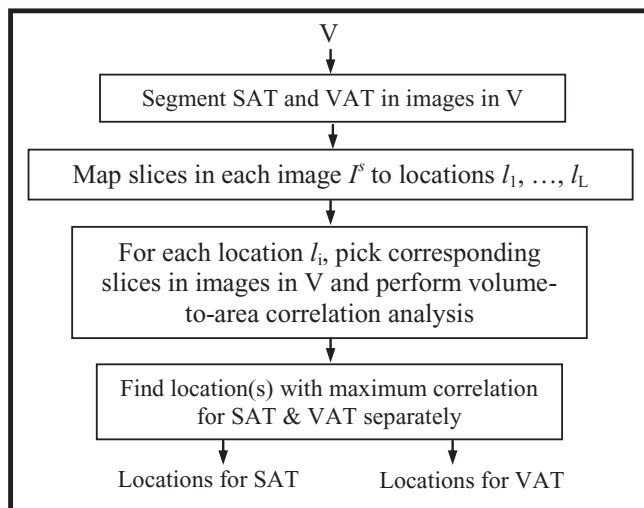 V
Segment SAT and VAT in images in V
Map slices in each image Iˢ to locations l₁, …, l_L
For each location lᵢ, pick corresponding
slices in images in V and perform volume-
to-area correlation analysis
Find location(s) with maximum correlation
for SAT & VAT separately
Locations for SAT
Locations for VAT